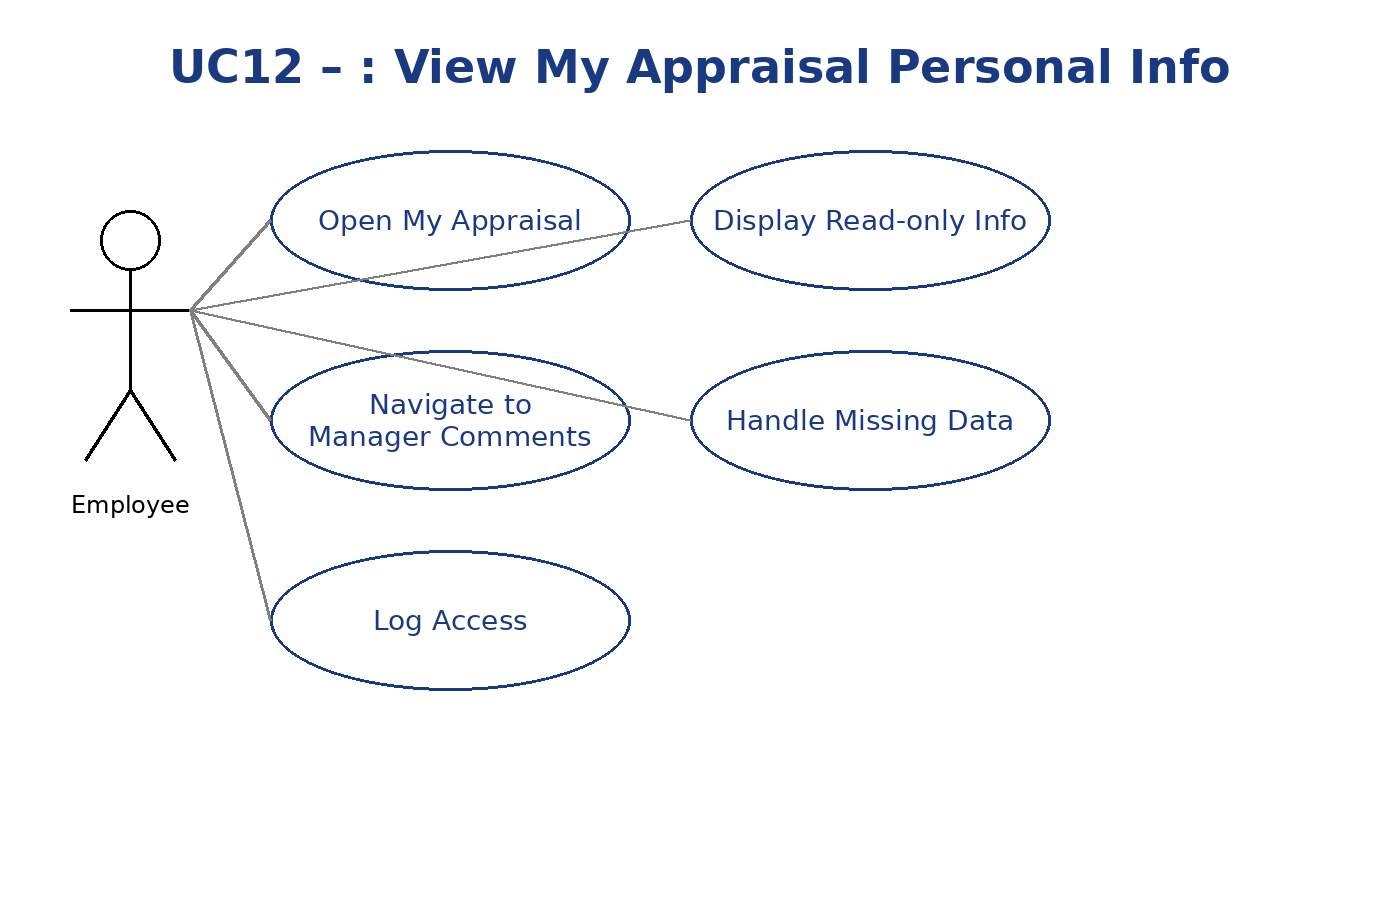 UC12 – : View My Appraisal Personal Info
Open My Appraisal
Display Read-only Info
Navigate to
Manager Comments
Handle Missing Data
Employee
Log Access